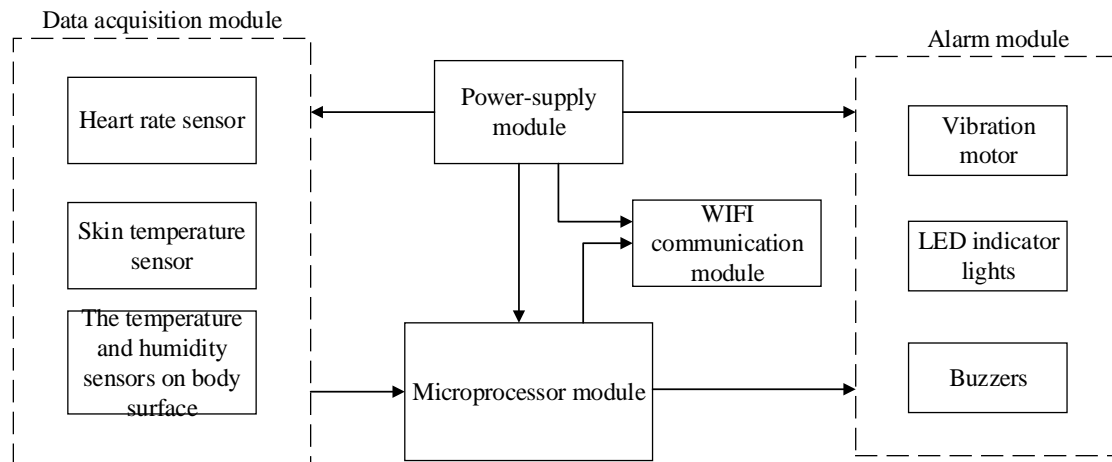 Data acquisition module
Heart rate sensor
Skin temperature
sensor
The temperature
and humidity
sensors on body
surface
Power-supply
module
WIFI
communication
module
Microprocessor module
Alarm module
Vibration
motor
LED indicator
lights
Buzzers